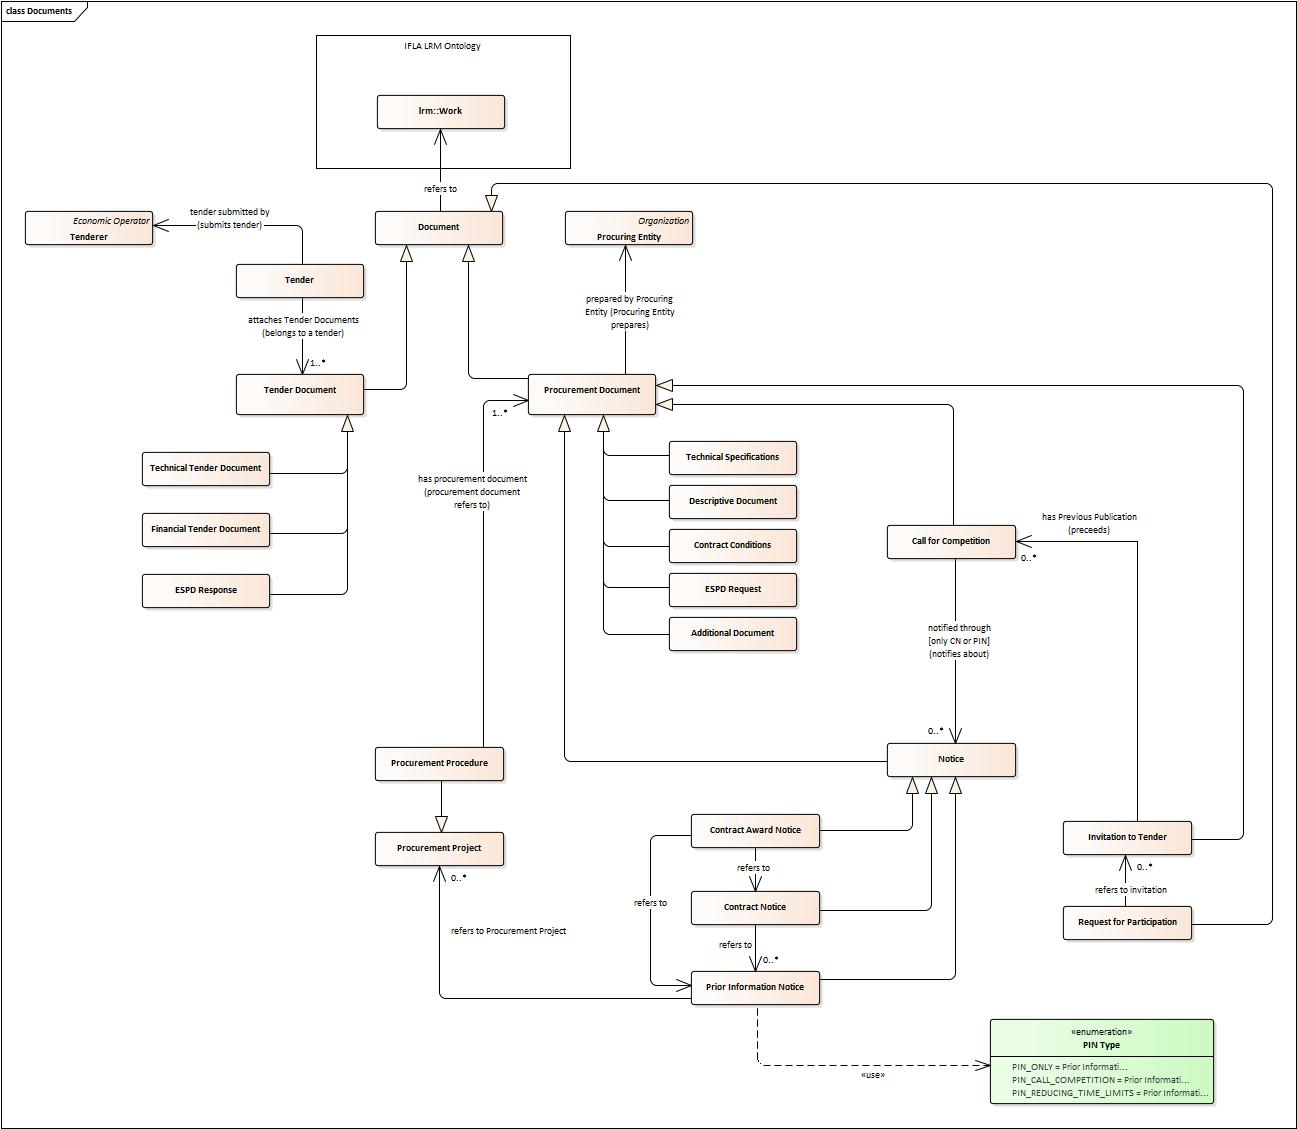 class Documents
IFLA LRM Ontology
lrm::Work
refers to
Economic Operator
Tenderer
tender submitted by
(submits tender)
Document
Organization
Procuring Entity
Tender
attaches Tender Documents
(belongs to a tender)
1..*
prepared by Procuring
Entity (Procuring Entity
prepares)
Tender Document
Procurement Document
1..*
Technical Tender Document
Financial Tender Document
ESPD Response
has procurement document
(procurement document
refers to)
Technical Specifications
Descriptive Document
Contract Conditions
ESPD Request
Additional Document
Call for Competition
has Previous Publication
(preceeds)
0..*
notified through
[only CN or PIN]
(notifies about)
0..*
Notice
Procurement Procedure
Procurement Project
0..*
refers to Procurement Project
Contract Award Notice
refers to
refers to
Contract Notice
refers to
0..*
Prior Information Notice
Invitation to Tender
0..*
refers to invitation
Request for Participation
«use»
«enumeration»
PIN Type
PIN_ONLY = Prior Informati...
PIN_CALL_COMPETITION = Prior Informati...
PIN_REDUCING_TIME_LIMITS = Prior Informati...